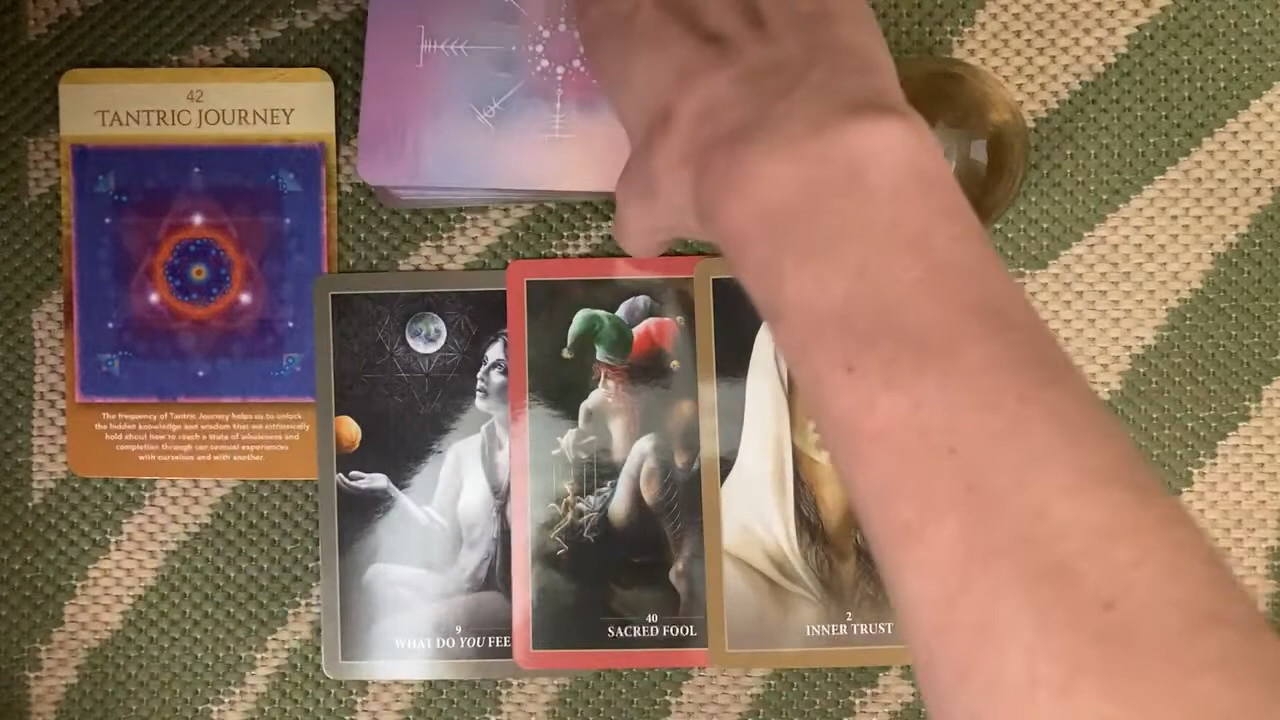 42
TANTRIC JOURNEY
The frequency of Tantric Journey helps us to unlock
the hidden knowledge and wisdom that we intrinsically
hold about how to reach a state of wholeness and
completion through our sensual experiences
with ourselves and with another.
9
WHAT DO YOU FEE
40
SACRED FOOL
2
INNER TRUST